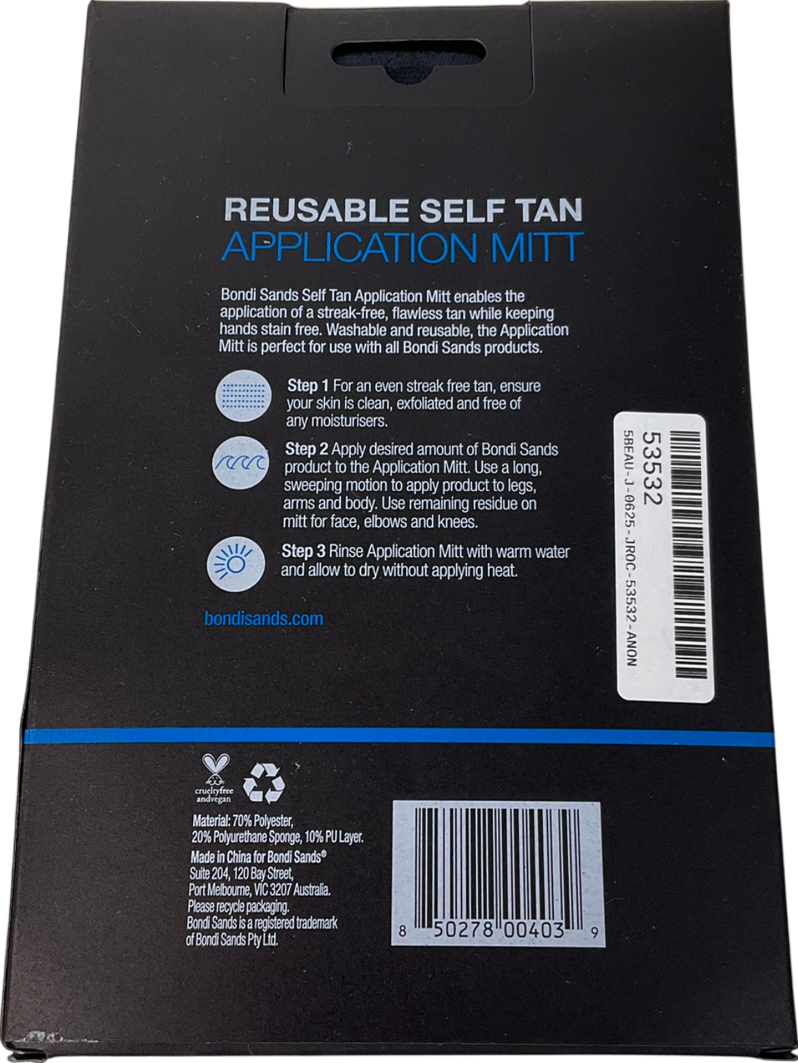 REUSABLE SELF TAN
APPLICATION MITT
Bondi Sands Self Tan Application Mitt enables the
application of a streak-free, flawless tan while keeping
hands stain free. Washable and reusable, the Application
Mitt is perfect for use with all Bondi Sands products.
Step 1 For an even streak free tan, ensure
your skin is clean, exfoliated and free of
any moisturisers.
Step 2 Apply desired amount of Bondi Sands
product to the Application Mitt. Use a long,
sweeping motion to apply product to legs,
arms and body. Use remaining residue on
mitt for face, elbows and knees.
Step 3 Rinse Application Mitt with warm water
and allow to dry without applying heat.
bondisands.com
53532
5BEAU-J-0625-JROC-53532-ANON
crueltyfree
andvegan
Material: 70% Polyester,
20% Polyurethane Sponge, 10% PU Layer.
Made in China for Bondi Sands®
Suite 204, 120 Bay Street,
Port Melbourne, VIC 3207 Australia.
Please recycle packaging.
Bondi Sands is a registered trademark
of Bondi Sands Pty Ltd.
8 50278 00403 9